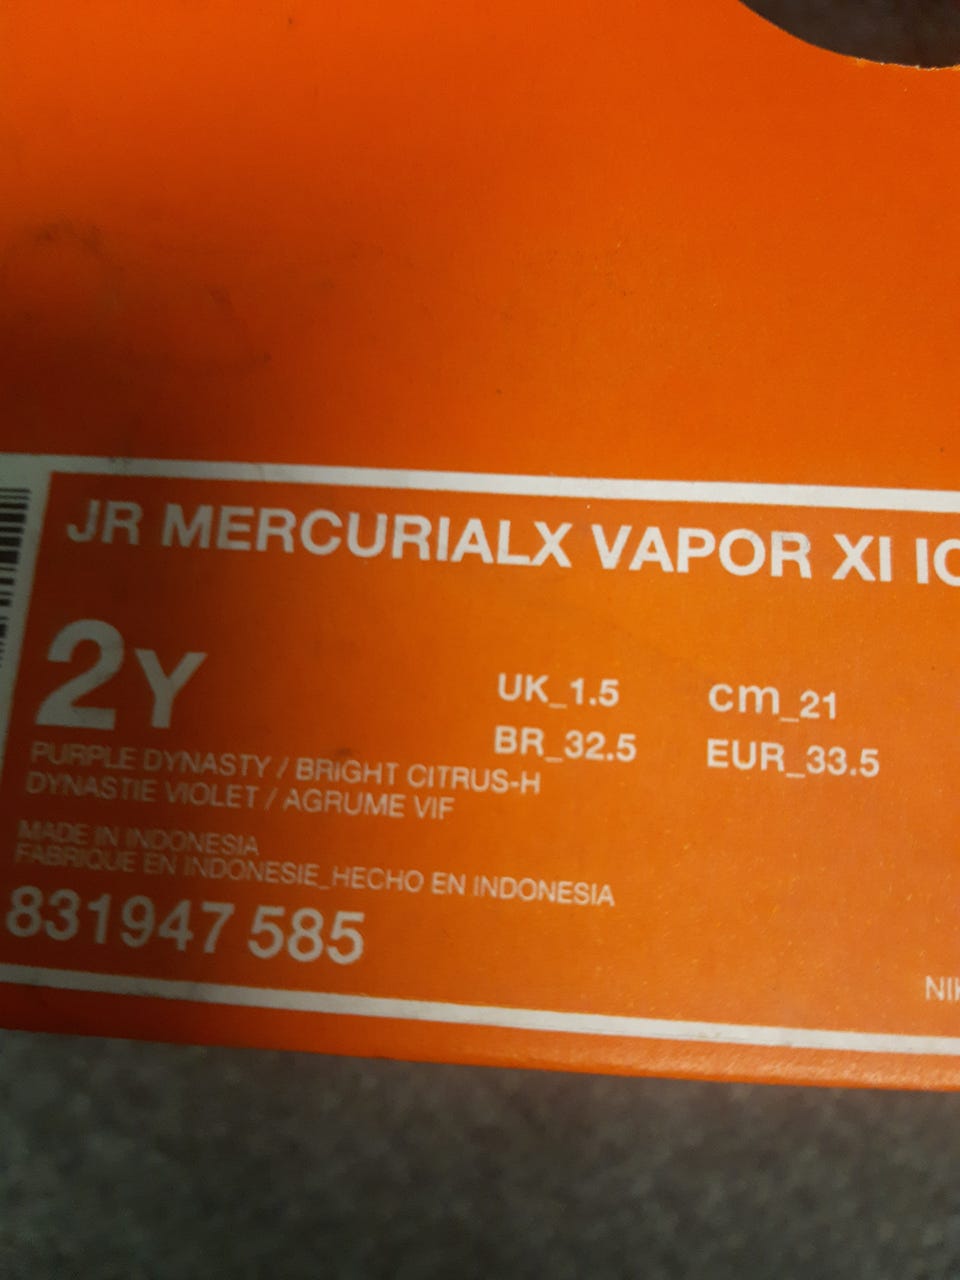 JR MERCURIALX VAPOR XI IC
2Y
UK_1.5 cm_21
BR_32.5 EUR_33.5
PURPLE DYNASTY / BRIGHT CITRUS-H
DYNASTIE VIOLET / AGRUME VIF
MADE IN INDONESIA
FABRIQUE EN INDONESIE_HECHO EN INDONESIA
831947 585